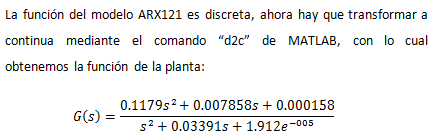 La función del modelo ARX121 es discreta, ahora hay que transformar a
continua mediante el comando “d2c” de MATLAB, con lo cual
obtenemos la función de la planta:
G(s) = \frac{0.1179s^2 + 0.007858s + 0.000158}{s^2 + 0.03391s + 1.912e^{-005}}